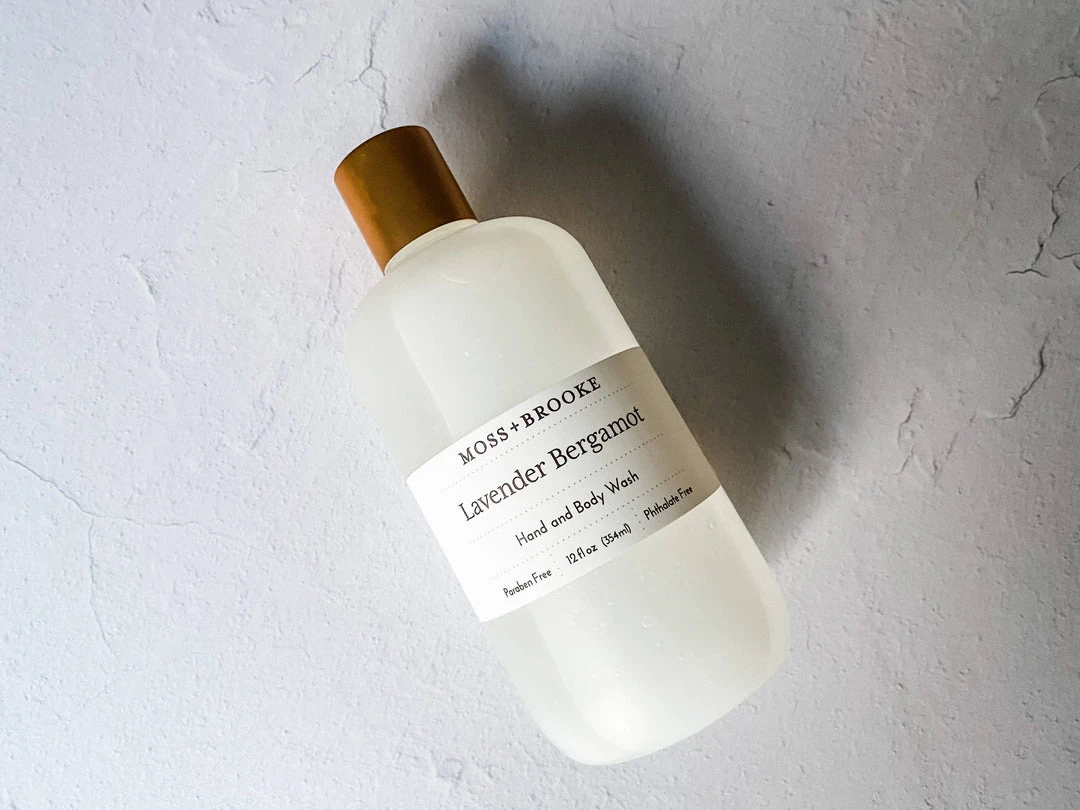 MOSS+BROOKE
Lavender Bergamot
Hand and Body Wash
Paraben Free 12 fl oz (354ml) Phthalate Free